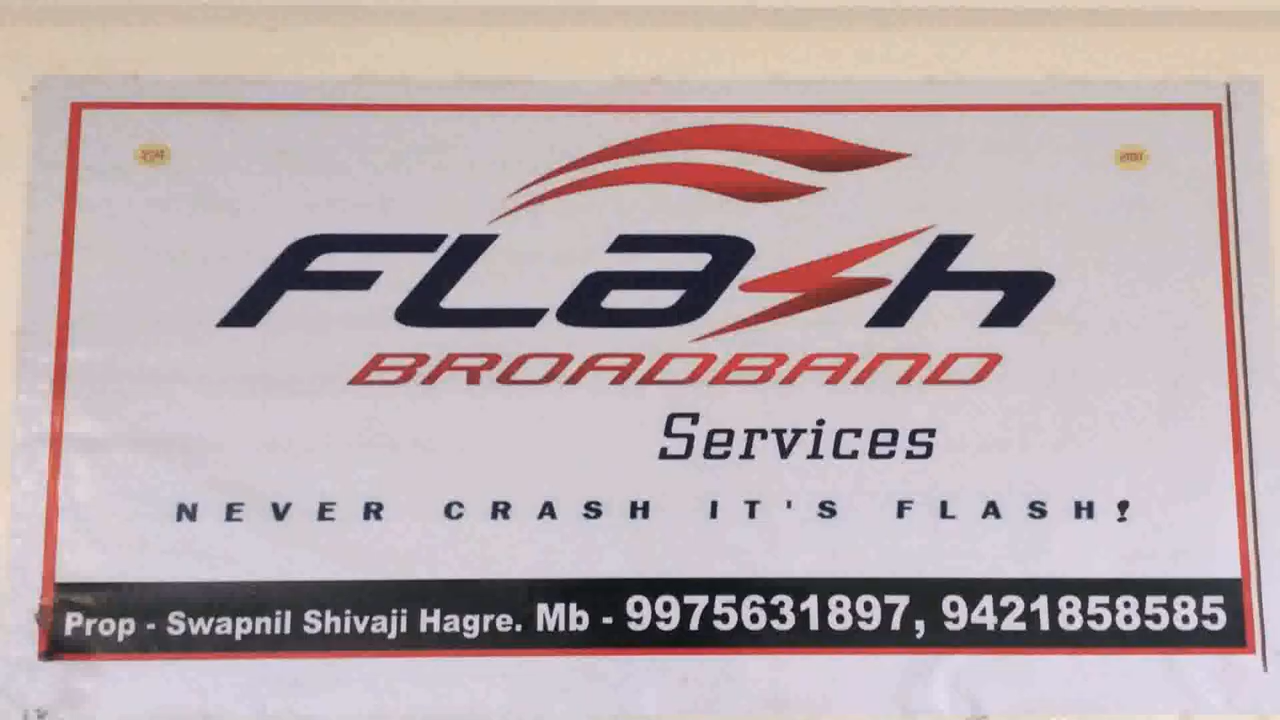 शुभ लाभ
FLash
BROADBAND
Services
NEVER CRASH IT'S FLASH!
Prop - Swapnil Shivaji Hagre. Mb - 9975631897, 9421858585